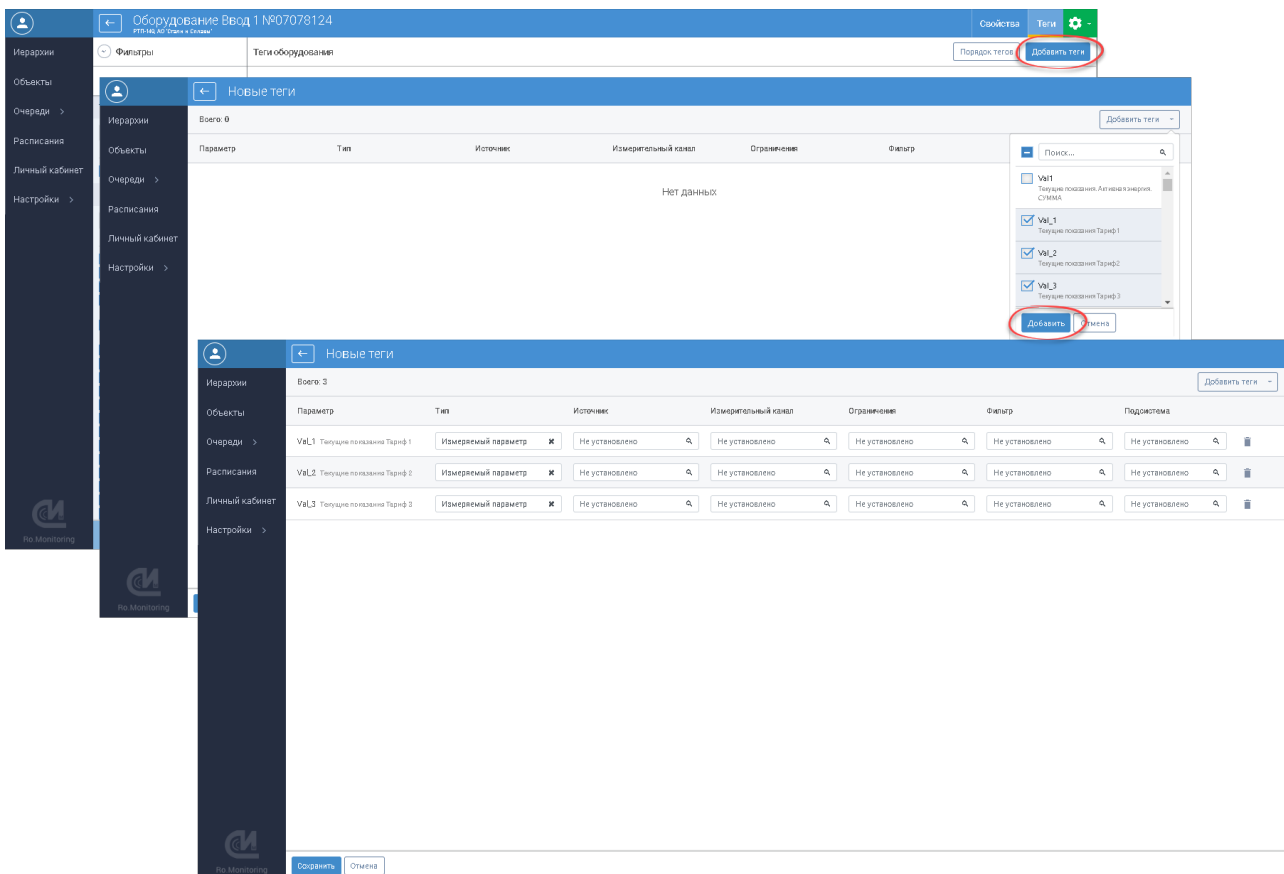 Оборудование Ввод 1 №07078124
РТП-149, АО "Стали и Сплавы"
Свойства
Теги
Иерархии
Объекты
Очереди >
Расписания
Личный кабинет
Настройки >
Ro.Monitoring
Фильтры
Теги оборудования
Порядок тегов
Добавить теги
Новые теги
Иерархии
Объекты
Очереди >
Расписания
Личный кабинет
Настройки >
Ro.Monitoring
Всего: 0
Добавить теги
Параметр Тип Источник Измерительный канал Ограничения Фильтр
Нет данных
Поиск...
Val1
Текущие показания. Активная энергия.
СУММА
Val_1
Текущие показания Тариф 1
Val_2
Текущие показания Тариф 2
Val_3
Текущие показания Тариф 3
Добавить
Отмена
Новые теги
Иерархии
Объекты
Очереди >
Расписания
Личный кабинет
Настройки >
Ro.Monitoring
Всего: 3
Добавить теги
Параметр Тип Источник Измерительный канал Ограничения Фильтр Подсистема
Val_1 Текущие показания Тариф 1 Измеряемый параметр Не установлено Не установлено Не установлено Не установлено Не установлено
Val_2 Текущие показания Тариф 2 Измеряемый параметр Не установлено Не установлено Не установлено Не установлено Не установлено
Val_3 Текущие показания Тариф 3 Измеряемый параметр Не установлено Не установлено Не установлено Не установлено Не установлено
Сохранить
Отмена